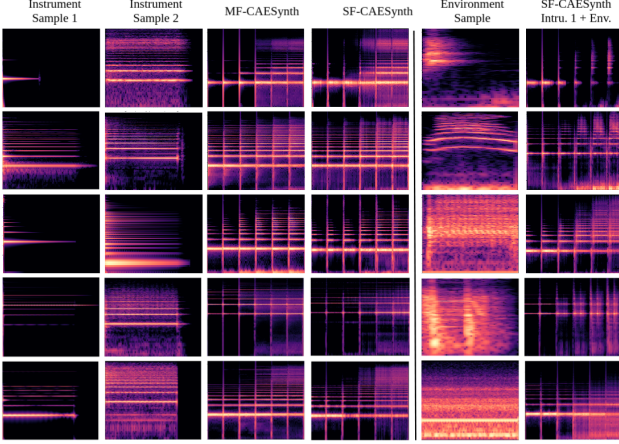 Instrument
Sample 1
Instrument
Sample 2
MF-CAESynth
SF-CAESynth
Environment
Sample
SF-CAESynth
Intru. 1 + Env.